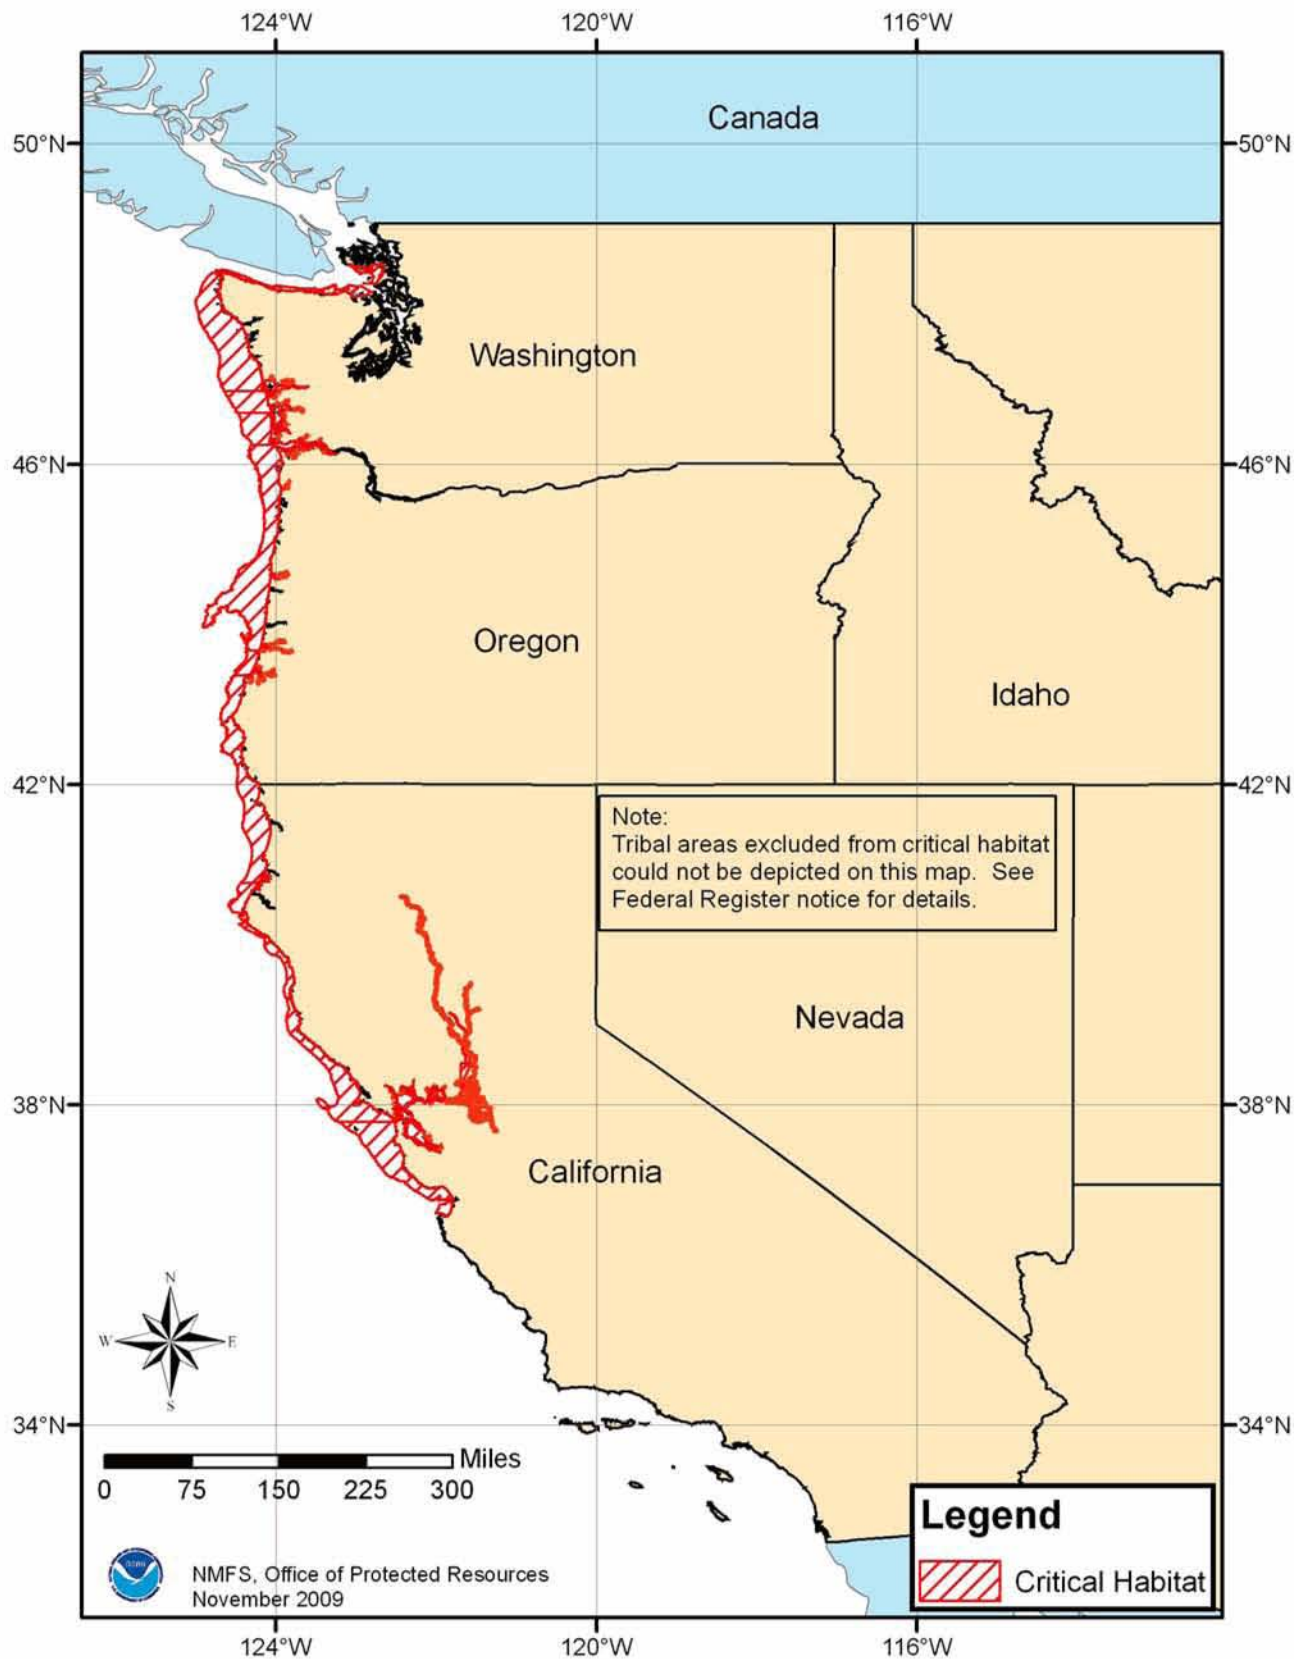 124°W 120°W 116°W
Canada
50°N 50°N
Washington
46°N 46°N
Oregon
Idaho
42°N 42°N
Note:
Tribal areas excluded from critical habitat
could not be depicted on this map. See
Federal Register notice for details.
Nevada
38°N 38°N
California
N
W E
S
34°N 34°N
Miles
0 75 150 225 300
Legend
Critical Habitat
NMFS, Office of Protected Resources
November 2009
124°W 120°W 116°W